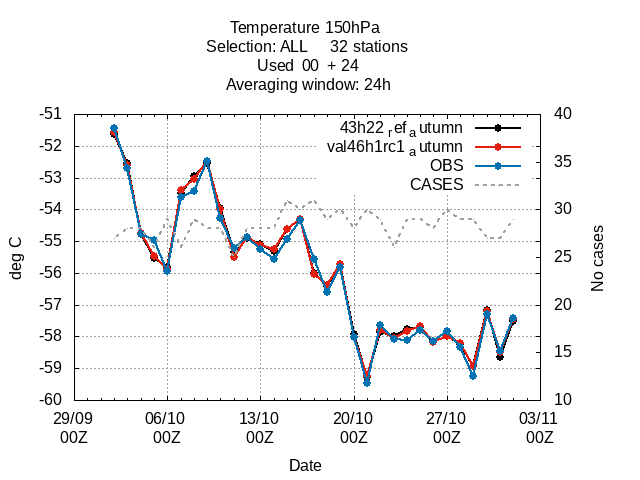 Temperature 150hPa
Selection: ALL     32 stations
Used  00  + 24
Averaging window: 24h
-51
-52
-53
-54
-55
-56
-57
-58
-59
-60
deg C
40
35
30
25
20
15
10
No cases
43h22 refautumn
val46h1rc1 autumn
OBS
CASES
29/09 06/10 13/10 20/10 27/10 03/11
00Z 00Z 00Z 00Z 00Z 00Z
Date